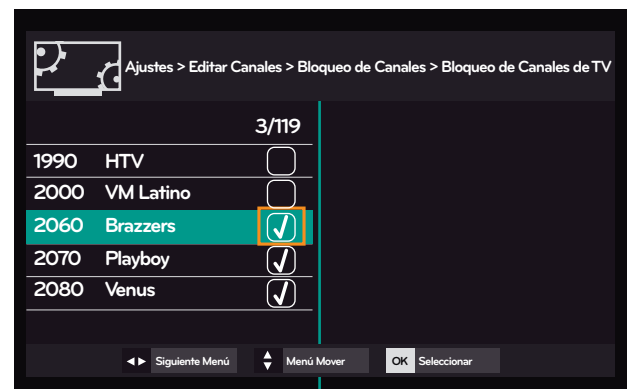 Ajustes > Editar Canales > Bloqueo de Canales > Bloqueo de Canales de TV
3/119
1990 HTV
2000 VM Latino
2060 Brazzers
2070 Playboy
2080 Venus
Siguiente Menú Menú Mover OK Seleccionar